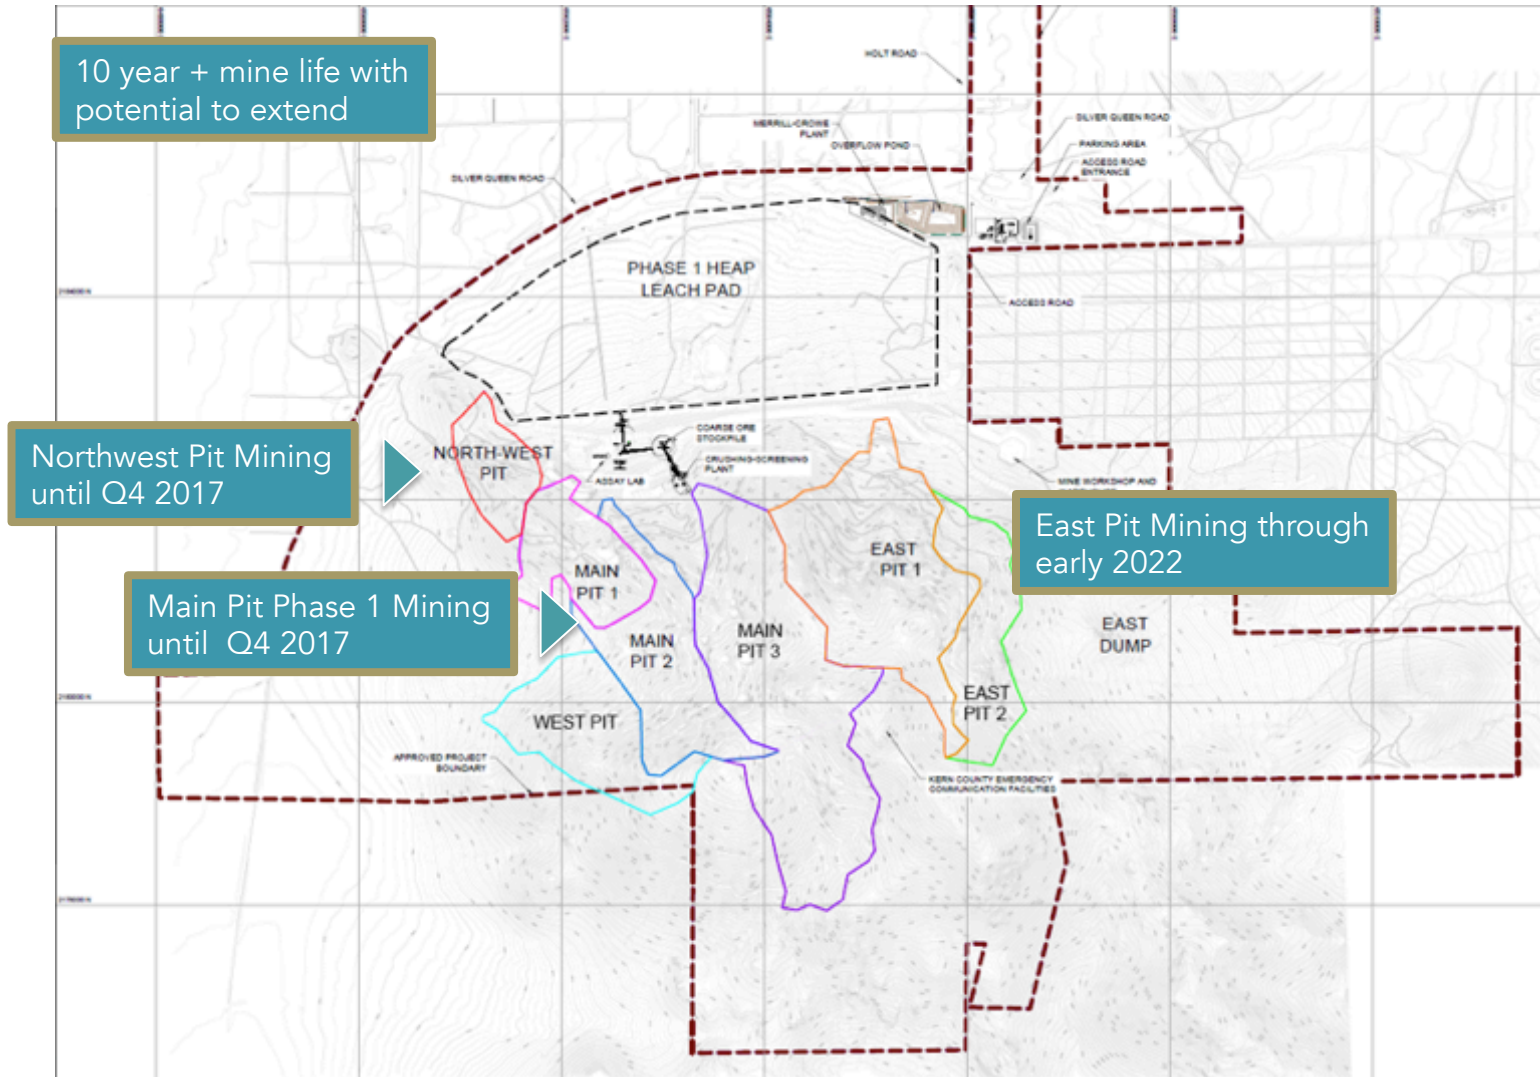 10 year + mine life with
potential to extend
HOLT ROAD
MERRILL-CROWE
PLANT
OVERFLOW POND
SILVER QUEEN ROAD
PARKING AREA
ACCESS ROAD
ENTRANCE
SILVER QUEEN ROAD
PHASE 1 HEAP
LEACH PAD
ACCESS ROAD
COARSE ORE
STOCKPILE
CRUSHING-SCREENING
PLANT
ASSAY LAB
NORTH-WEST
PIT
Northwest Pit Mining
until Q4 2017
MINE WORKSHOP AND
East Pit Mining through
early 2022
EAST
PIT 1
MAIN
PIT 1
Main Pit Phase 1 Mining
until Q4 2017
MAIN
PIT 2
MAIN
PIT 3
EAST
DUMP
EAST
PIT 2
WEST PIT
APPROVED PROJECT
BOUNDARY
KERN COUNTY EMERGENCY
COMMUNICATION FACILITIES